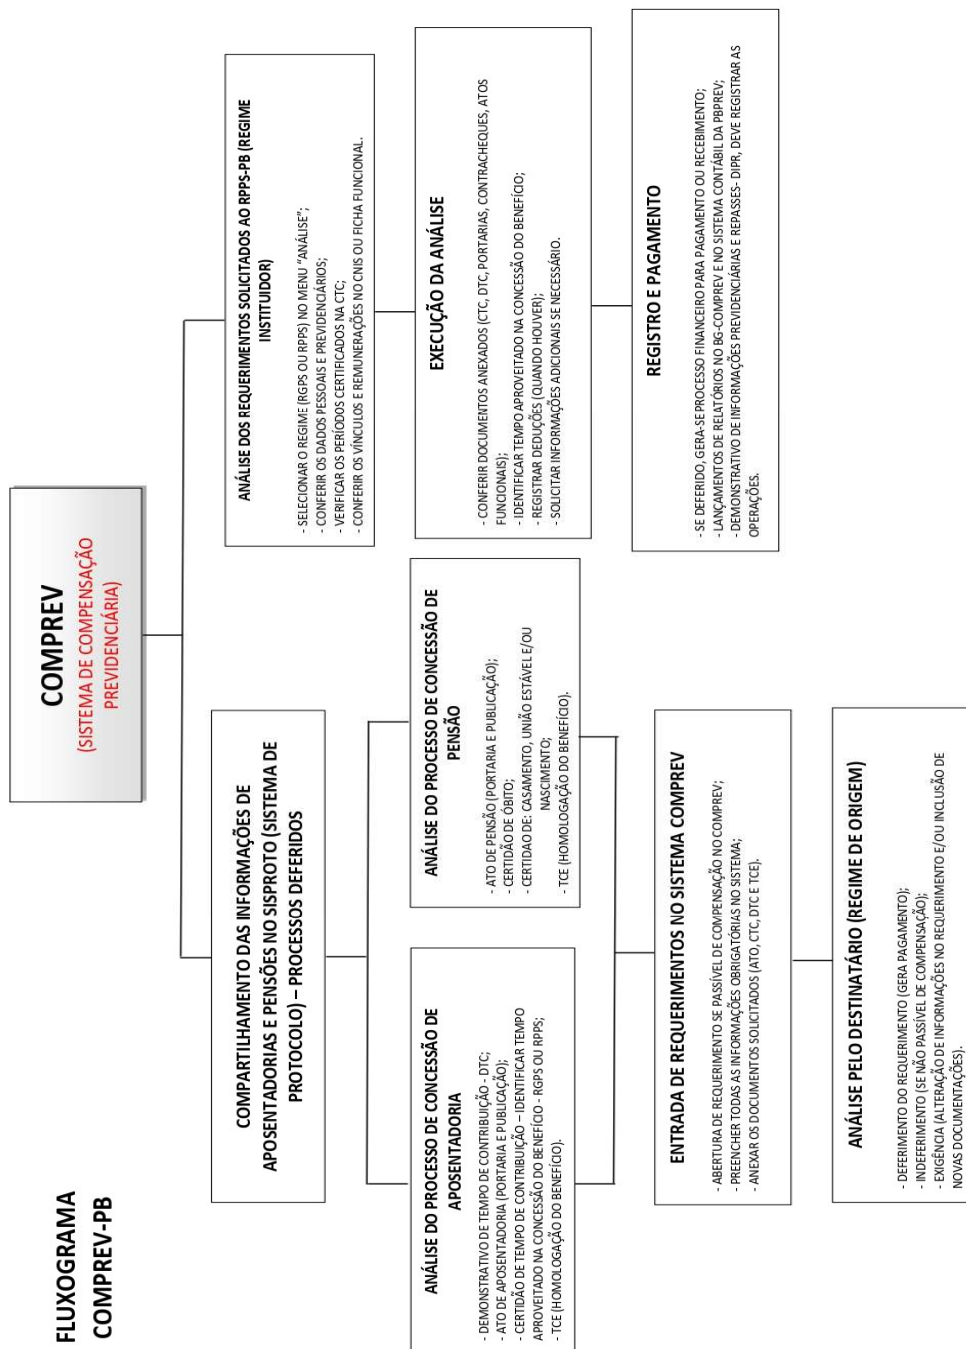 FLUXOGRAMA
COMPREV-PB
COMPREV
(SISTEMA DE COMPENSAÇÃO
PREVIDENCIÁRIA)
COMPARTILHAMENTO DAS INFORMAÇÕES DE
APOSENTADORIAS E PENSÕES NO SISPROTO (SISTEMA DE
PROTOCOLO) – PROCESSOS DEFERIDOS
ANÁLISE DO PROCESSO DE CONCESSÃO DE
APOSENTADORIA
- DEMONSTRATIVO DE TEMPO DE CONTRIBUIÇÃO - DTC;
- ATO DE APOSENTADORIA (PORTARIA E PUBLICAÇÃO);
- CERTIDÃO DE TEMPO DE CONTRIBUIÇÃO – IDENTIFICAR TEMPO
APROVEITADO NA CONCESSÃO DO BENEFÍCIO - RGPS OU RPPS;
- TCE (HOMOLOGAÇÃO DO BENEFÍCIO).
ANÁLISE DO PROCESSO DE CONCESSÃO DE
PENSÃO
- ATO DE PENSÃO (PORTARIA E PUBLICAÇÃO);
- CERTIDÃO DE ÓBITO;
- CERTIDAO DE: CASAMENTO, UNIÃO ESTÁVEL E/OU
NASCIMENTO;
- TCE (HOMOLOGAÇÃO DO BENEFÍCIO).
ENTRADA DE REQUERIMENTOS NO SISTEMA COMPREV
- ABERTURA DE REQUERIMENTO SE PASSÍVEL DE COMPENSAÇÃO NO COMPREV;
- PREENCHER TODAS AS INFORMAÇÕES OBRIGATÓRIAS NO SISTEMA;
- ANEXAR OS DOCUMENTOS SOLICITADOS (ATO, CTC, DTC E TCE).
ANÁLISE PELO DESTINATÁRIO (REGIME DE ORIGEM)
- DEFERIMENTO DO REQUERIMENTO (GERA PAGAMENTO);
- INDEFERIMENTO (SE NÃO PASSÍVEL DE COMPENSAÇÃO);
- EXIGÊNCIA (ALTERAÇÃO DE INFORMAÇÕES NO REQUERIMENTO E/OU INCLUSÃO DE
NOVAS DOCUMENTAÇÕES).
ANÁLISE DOS REQUERIMENTOS SOLICITADOS AO RPPS-PB (REGIME
INSTITUIDOR)
- SELECIONAR O REGIME (RGPS OU RPPS) NO MENU “ANÁLISE”;
- CONFERIR OS DADOS PESSOAIS E PREVIDENCIÁRIOS;
- VERIFICAR OS PERÍODOS CERTIFICADOS NA CTC;
- CONFERIR OS VÍNCULOS E REMUNERAÇÕES NO CNIS OU FICHA FUNCIONAL.
EXECUÇÃO DA ANÁLISE
- CONFERIR DOCUMENTOS ANEXADOS (CTC, DTC, PORTARIAS, CONTRACHEQUES, ATOS
FUNCIONAIS);
- IDENTIFICAR TEMPO APROVEITADO NA CONCESSÃO DO BENEFÍCIO;
- REGISTRAR DEDUÇÕES (QUANDO HOUVER);
- SOLICITAR INFORMAÇÕES ADICIONAIS SE NECESSÁRIO.
REGISTRO E PAGAMENTO
- SE DEFERIDO, GERA-SE PROCESSO FINANCEIRO PARA PAGAMENTO OU RECEBIMENTO;
- LANÇAMENTOS DE RELATÓRIOS NO BG-COMPREV E NO SISTEMA CONTÁBIL DA PBPREV;
- DEMONSTRATIVO DE INFORMAÇÕES PREVIDENCIÁRIAS E REPASSES- DIPR, DEVE REGISTRAR AS
OPERAÇÕES.